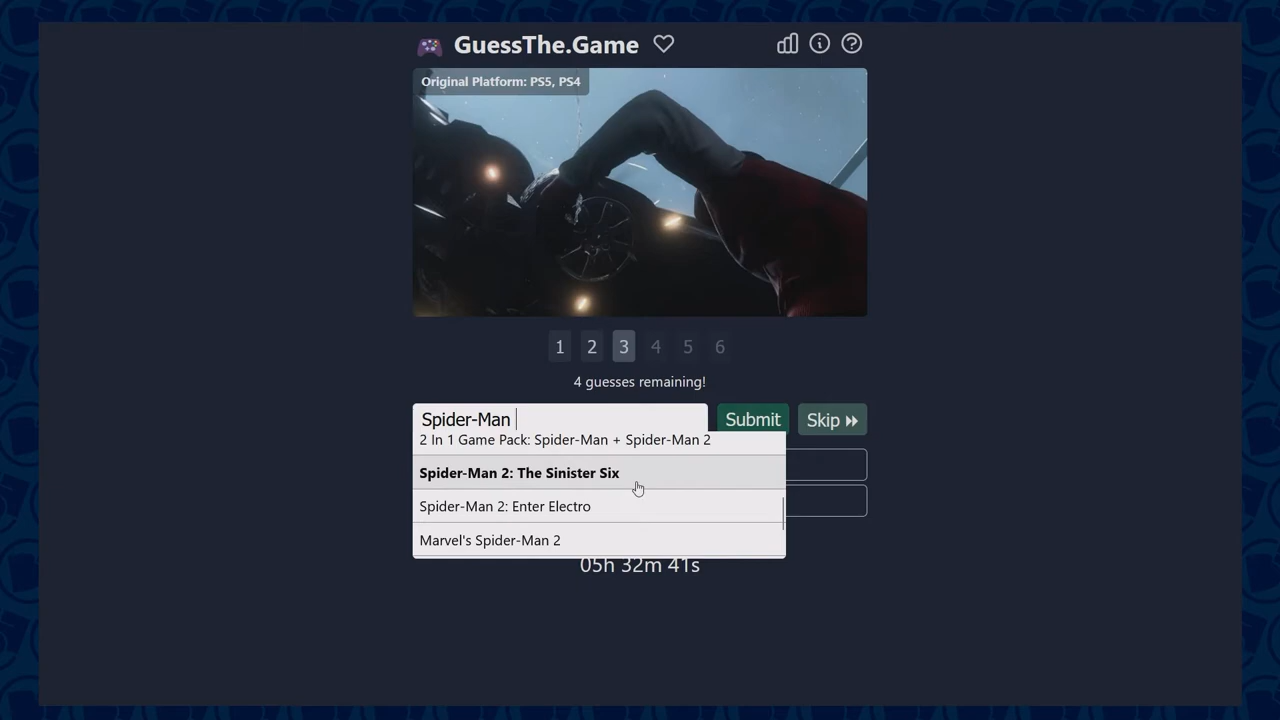 GuessThe.Game
Original Platform: PS5, PS4
1 2 3 4 5 6
4 guesses remaining!
Spider-Man
Submit
Skip
2 In 1 Game Pack: Spider-Man + Spider-Man 2
Spider-Man 2: The Sinister Six
Spider-Man 2: Enter Electro
Marvel's Spider-Man 2
05h 32m 41s